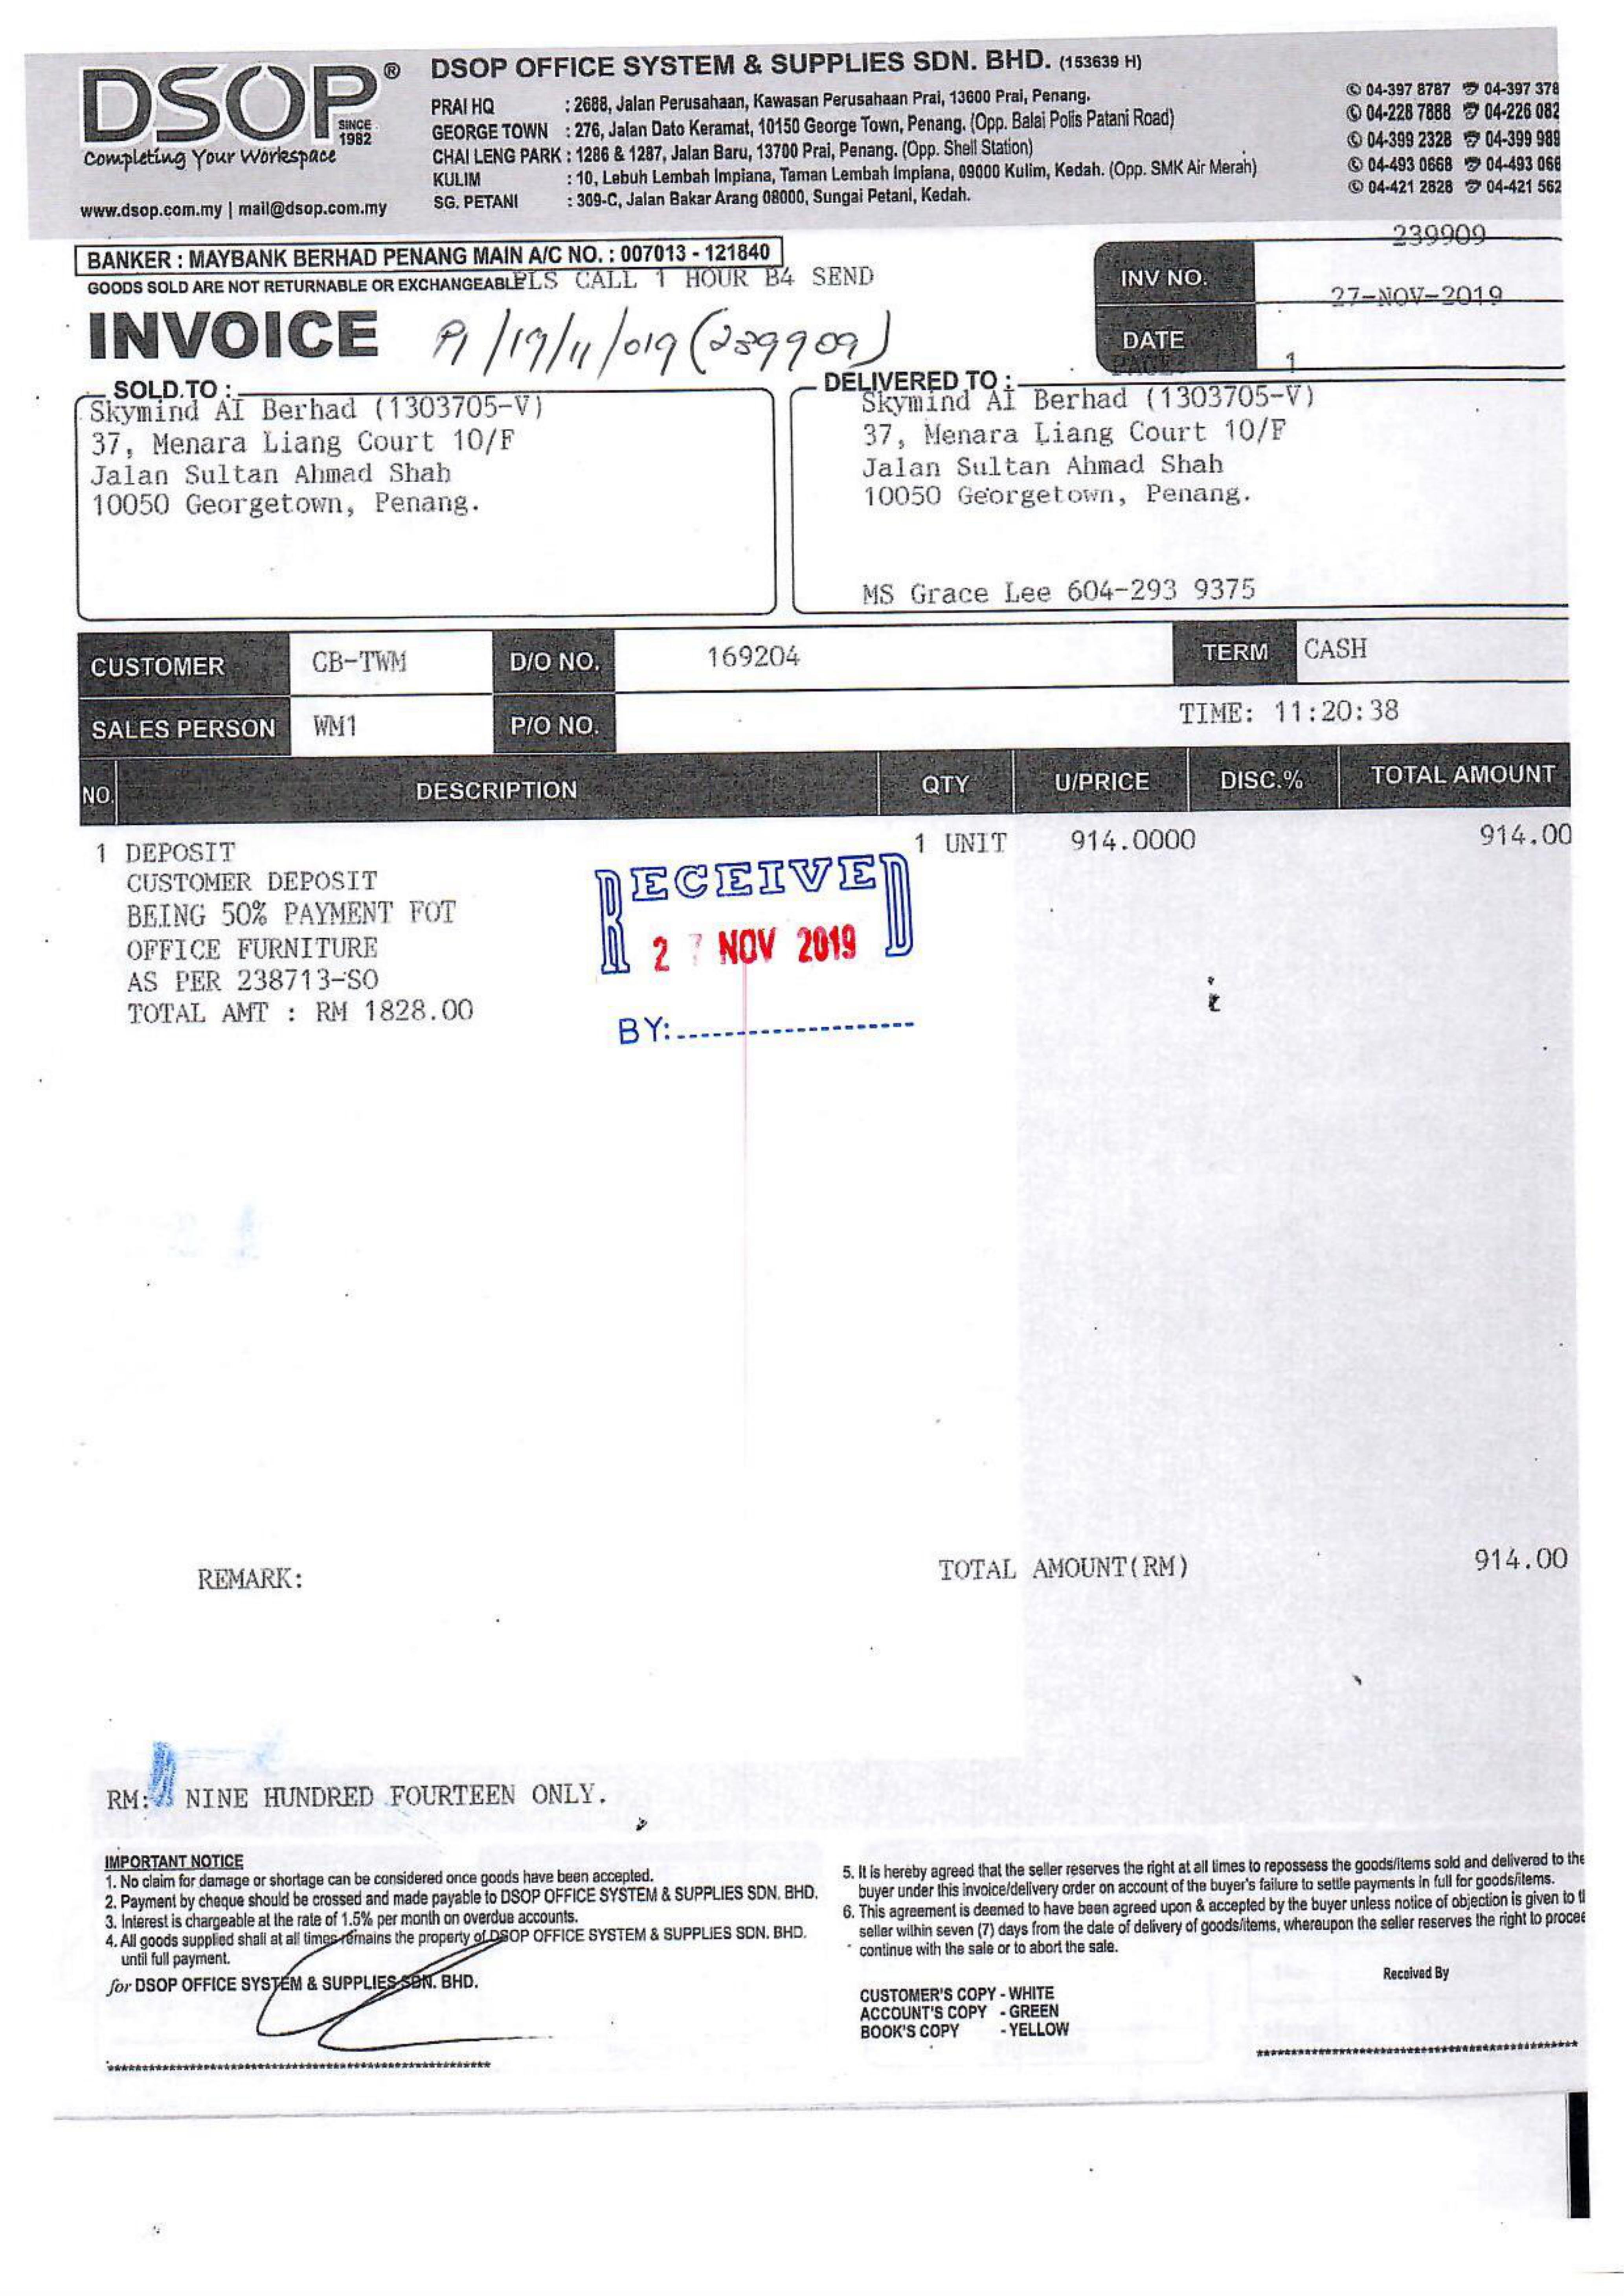 DSOP®
SINCE 1982
Completing Your Workspace
www.dsop.com.my | mail@dsop.com.my
DSOP OFFICE SYSTEM & SUPPLIES SDN. BHD. (153639 H)
PRAI HQ : 2688, Jalan Perusahaan, Kawasan Perusahaan Prai, 13600 Prai, Penang. 04-397 8787 04-397 378
GEORGE TOWN : 276, Jalan Dato Keramat, 10150 George Town, Penang. (Opp. Balai Polis Patani Road) 04-228 7888 04-226 082
CHAI LENG PARK : 1286 & 1287, Jalan Baru, 13700 Prai, Penang. (Opp. Shell Station) 04-399 2328 04-399 989
KULIM : 10, Lebuh Lembah Impiana, Taman Lembah Impiana, 09000 Kulim, Kedah. (Opp. SMK Air Merah) 04-493 0668 04-493 066
SG. PETANI : 309-C, Jalan Bakar Arang 08000, Sungai Petani, Kedah. 04-421 2828 04-421 562
BANKER : MAYBANK BERHAD PENANG MAIN A/C NO. : 007013 - 121840
GOODS SOLD ARE NOT RETURNABLE OR EXCHANGEABLE PLS CALL 1 HOUR B4 SEND
INV NO. 239909
DATE 27-NOV-2019
PAGE: 1
INVOICE PI/19/11/019 (239909)
SOLD TO :
Skymind AI Berhad (1303705-V)
37, Menara Liang Court 10/F
Jalan Sultan Ahmad Shah
10050 Georgetown, Penang.
DELIVERED TO :
Skymind AI Berhad (1303705-V)
37, Menara Liang Court 10/F
Jalan Sultan Ahmad Shah
10050 Georgetown, Penang.
MS Grace Lee 604-293 9375
CUSTOMER CB-TWM D/O NO. 169204 TERM CASH
SALES PERSON WM1 P/O NO. TIME: 11:20:38
NO. DESCRIPTION QTY U/PRICE DISC.% TOTAL AMOUNT
1 DEPOSIT 1 UNIT 914.0000 914.00
CUSTOMER DEPOSIT
BEING 50% PAYMENT FOT
OFFICE FURNITURE
AS PER 238713-SO
TOTAL AMT : RM 1828.00
RECEIVED
27 NOV 2019
BY:
REMARK: TOTAL AMOUNT(RM) 914.00
RM: NINE HUNDRED FOURTEEN ONLY.
IMPORTANT NOTICE
1. No claim for damage or shortage can be considered once goods have been accepted.
2. Payment by cheque should be crossed and made payable to DSOP OFFICE SYSTEM & SUPPLIES SDN. BHD.
3. Interest is chargeable at the rate of 1.5% per month on overdue accounts.
4. All goods supplied shall at all times remains the property of DSOP OFFICE SYSTEM & SUPPLIES SDN. BHD.
until full payment.
for DSOP OFFICE SYSTEM & SUPPLIES SDN. BHD.
5. It is hereby agreed that the seller reserves the right at all times to repossess the goods/items sold and delivered to the
buyer under this invoice/delivery order on account of the buyer's failure to settle payments in full for goods/items.
6. This agreement is deemed to have been agreed upon & accepted by the buyer unless notice of objection is given to
seller within seven (7) days from the date of delivery of goods/items, whereupon the seller reserves the right to
continue with the sale or to abort the sale.
CUSTOMER'S COPY - WHITE
ACCOUNT'S COPY - GREEN
BOOK'S COPY - YELLOW
Received By